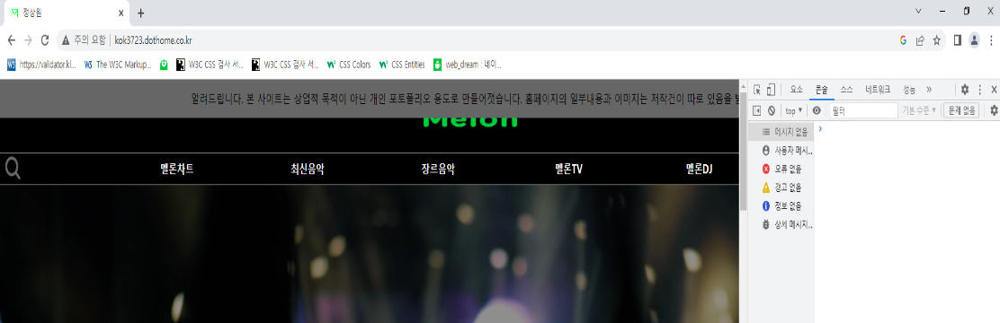 정상원
주의 요함 | kok3723.dothome.co.kr
https://validator.kl... The W3C Markup... W3C CSS 검사 서... W3C CSS 검사 서... CSS Colors CSS Entities web_dream : 네이...
알려드립니다. 본 사이트는 상업적 목적이 아닌 개인 포토폴리오 용도로 만들어젓습니다. 홈페이지의 일부내용과 이미지는 저작건이 따로 있음을
요소 콘솔 소스 네트워크 성능 »
top 필터 기본 수준 문제 없음
Melon
멜론차트 최신음악 장르음악 멜론TV 멜론DJ
메시지 없음
사용자 메시...
오류 없음
경고 없음
정보 없음
상세 메시지...